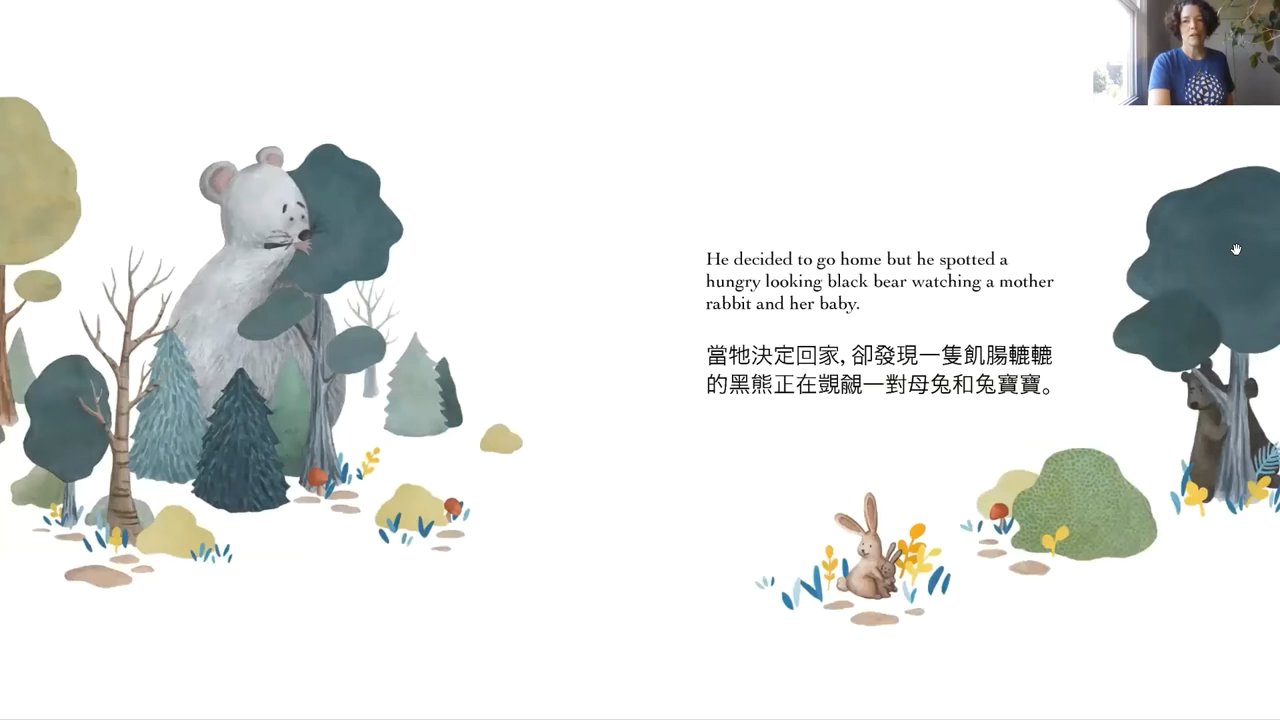 He decided to go home but he spotted a
hungry looking black bear watching a mother
rabbit and her baby.
當牠決定回家, 卻發現一隻飢腸轆轆
的黑熊正在覬覦一對母兔和兔寶寶。